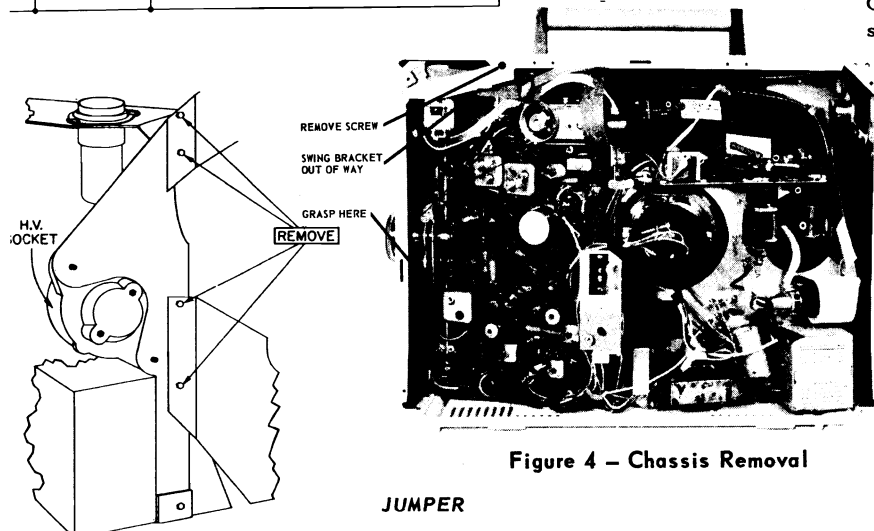 REMOVE SCREW
SWING BRACKET
OUT OF WAY
GRASP HERE
H.V.
SOCKET
REMOVE
Figure 4 – Chassis Removal
JUMPER